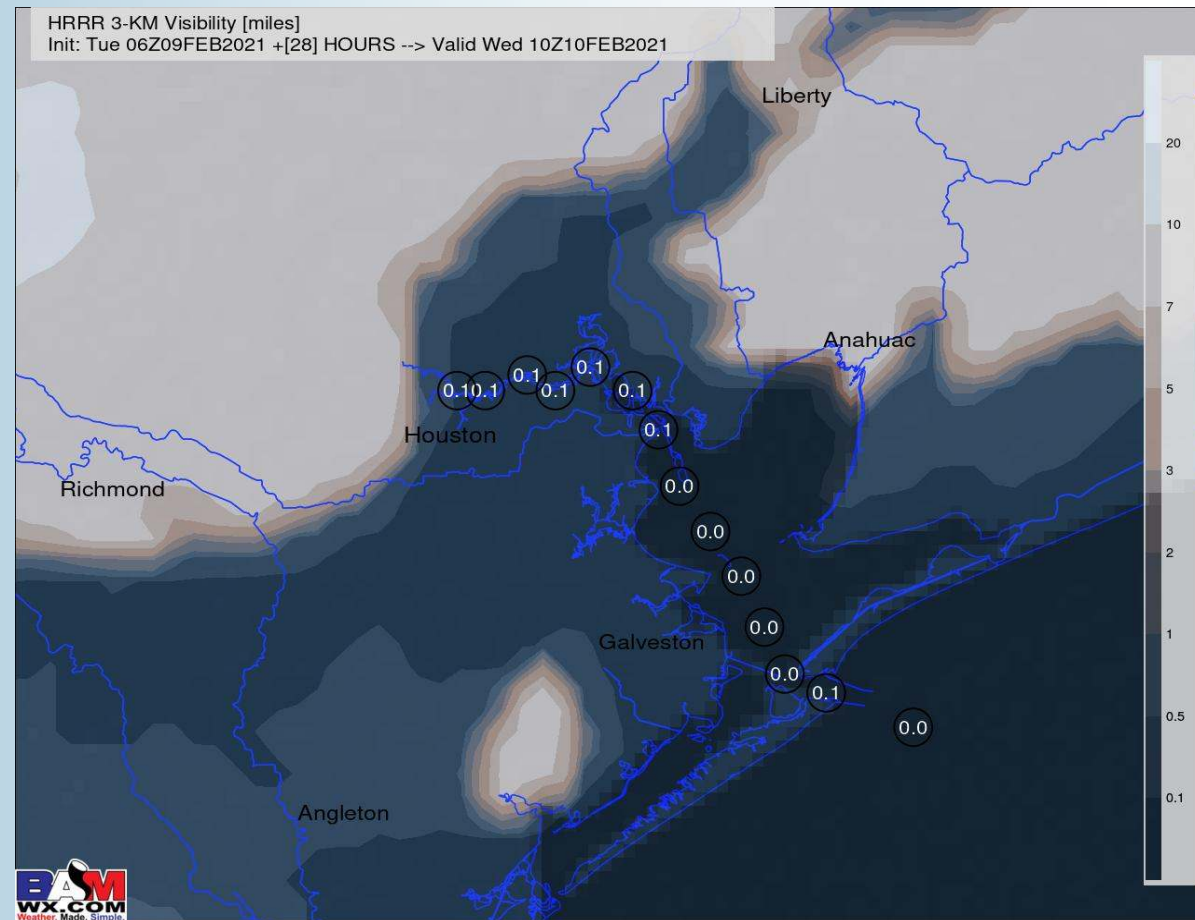 HRRR 3-KM Visibility [miles]
Init: Tue 06Z09FEB2021 +[28] HOURS --> Valid Wed 10Z10FEB2021
Liberty
20
10
7
Anahuac
0.1
0.1
0.1
0.1
0.1
0.1
5
Houston
0.1
3
Richmond
0.0
0.0
2
0.0
0.0
1
Galveston
0.0
0.1
0.5
0.0
0.1
Angleton
BAM
WX.COM
Weather. Made. Simple.